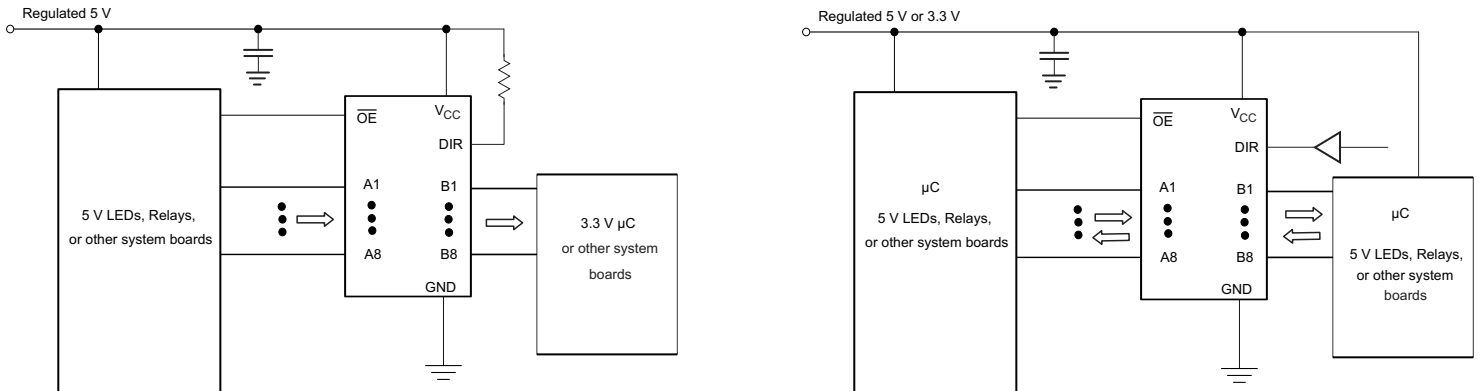 Regulated 5 V
OE
VCC
DIR
A1
B1
5 V LEDs, Relays,
or other system boards
3.3 V µC
or other system
boards
A8
B8
GND
Regulated 5 V or 3.3 V
OE
VCC
DIR
A1
B1
µC
5 V LEDs, Relays,
or other system boards
µC
5 V LEDs, Relays,
or other system
boards
A8
B8
GND